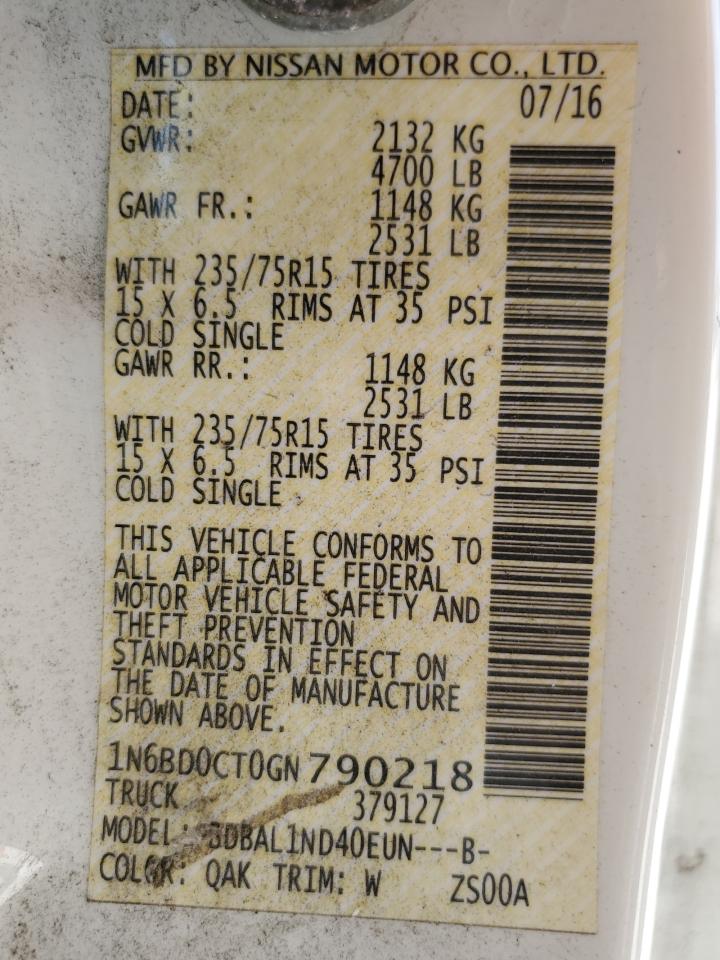 MFD BY NISSAN MOTOR CO., LTD.
DATE: 07/16
GVWR: 2132 KG
4700 LB
GAWR FR.: 1148 KG
2531 LB
WITH 235/75R15 TIRES
15 X 6.5 RIMS AT 35 PSI
COLD SINGLE
GAWR RR.: 1148 KG
2531 LB
WITH 235/75R15 TIRES
15 X 6.5 RIMS AT 35 PSI
COLD SINGLE
THIS VEHICLE CONFORMS TO
ALL APPLICABLE FEDERAL
MOTOR VEHICLE SAFETY AND
THEFT PREVENTION
STANDARDS IN EFFECT ON
THE DATE OF MANUFACTURE
SHOWN ABOVE.
1N6BD0CT0GN790218
TRUCK 379127
MODEL: 3DBAL1ND40EUN---B-
COLOR: QAK TRIM: W ZS00A